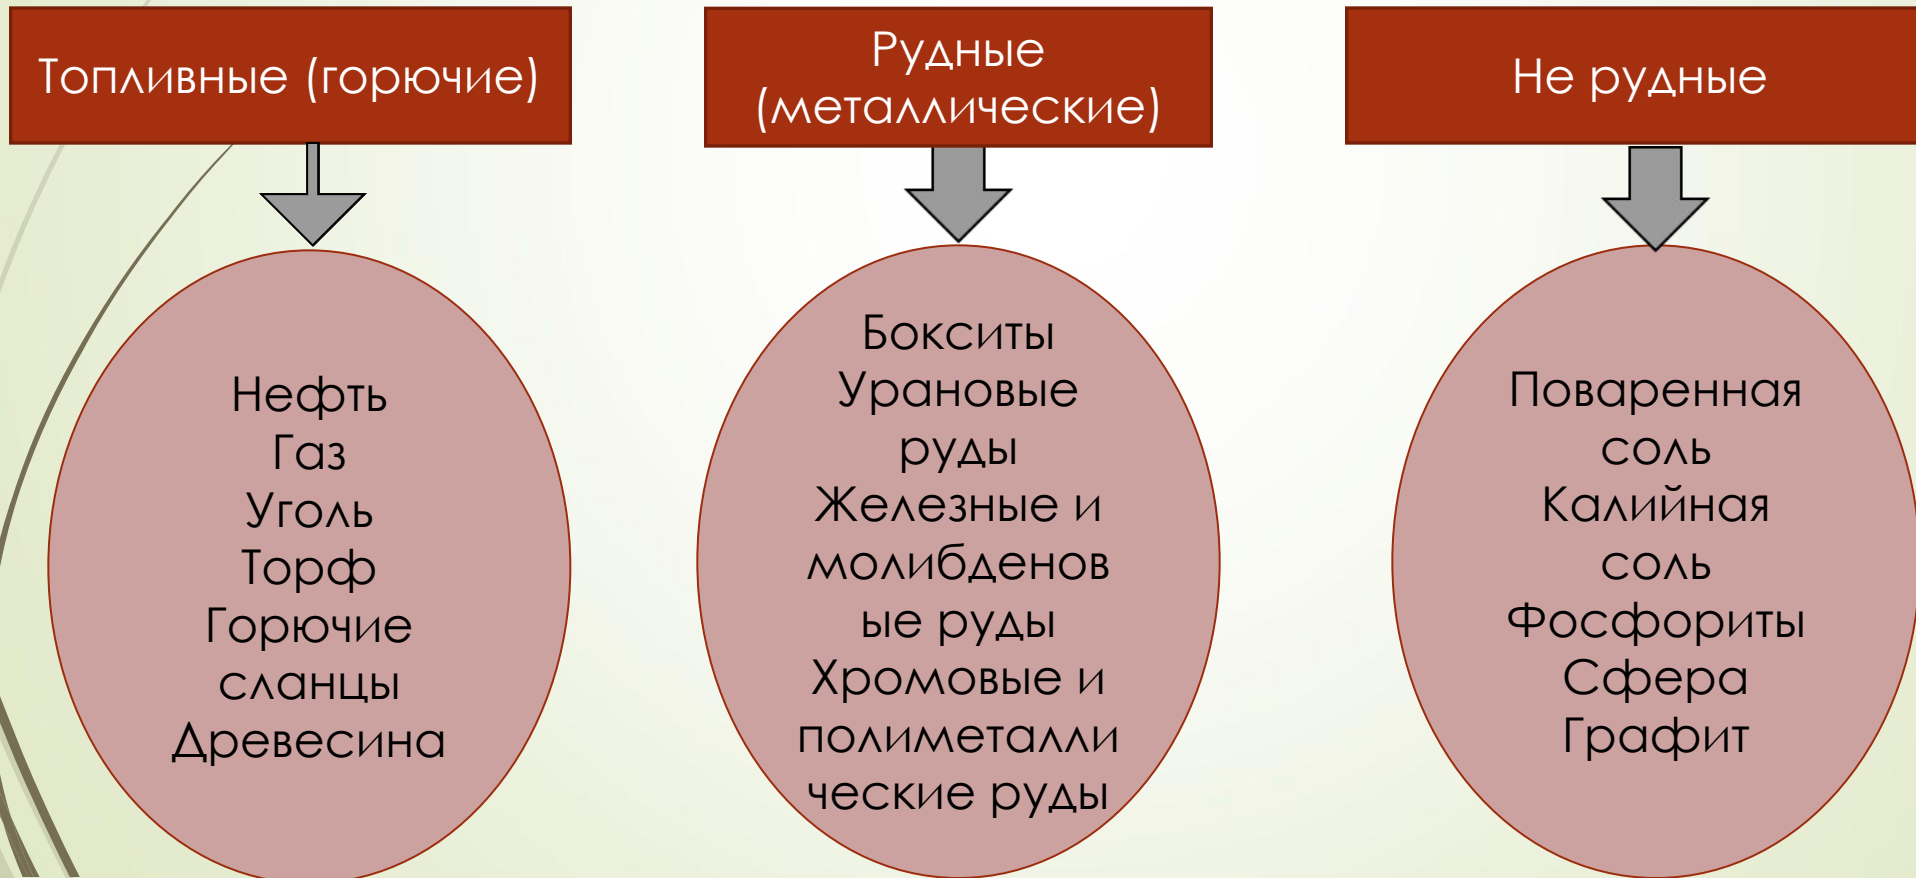 Топливные (горючие)
Нефть
Газ
Уголь
Торф
Горючие
сланцы
Древесина
Рудные
(металлические)
Бокситы
Урановые
руды
Железные и
молибденов
ые руды
Хромовые и
полиметалли
ческие руды
Не рудные
Поваренная
соль
Калийная
соль
Фосфориты
Сфера
Графит